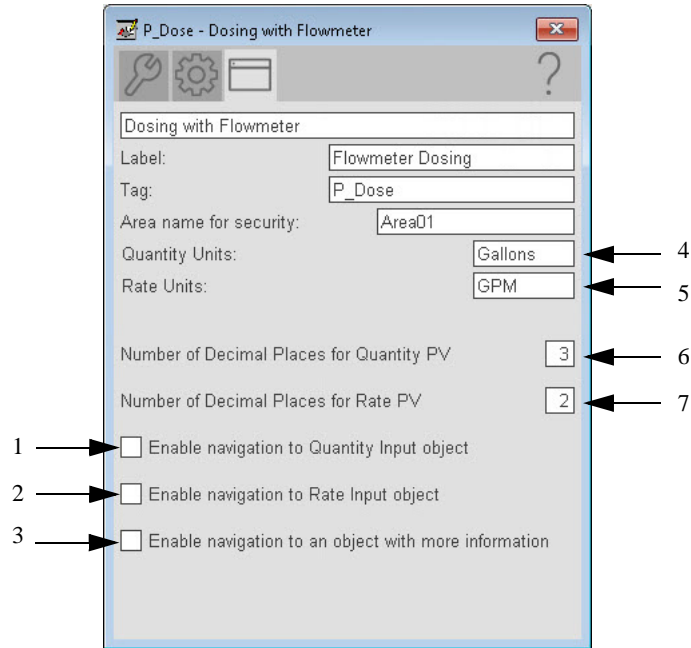 P_Dose - Dosing with Flowmeter
?
Dosing with Flowmeter
Label: Flowmeter Dosing
Tag: P_Dose
Area name for security: Area01
Quantity Units: Gallons 4
Rate Units: GPM 5
Number of Decimal Places for Quantity PV 3 6
Number of Decimal Places for Rate PV 2 7
1 Enable navigation to Quantity Input object
2 Enable navigation to Rate Input object
3 Enable navigation to an object with more information